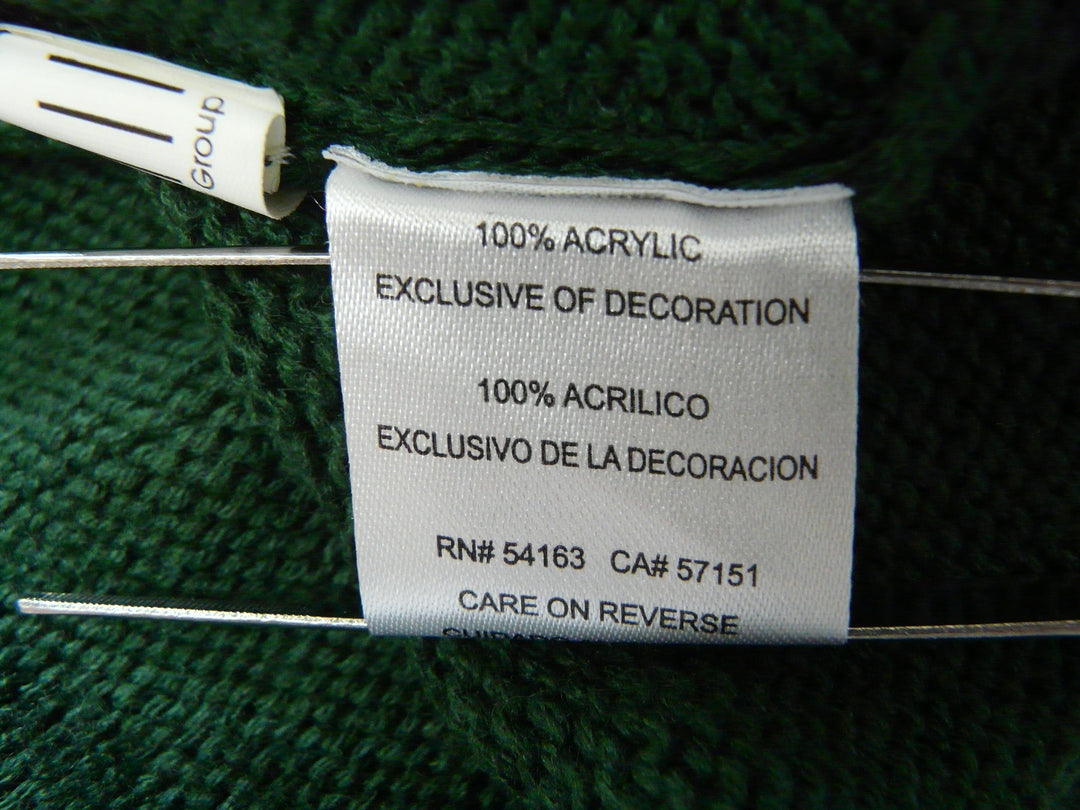 Group
100% ACRYLIC
EXCLUSIVE OF DECORATION
100% ACRILICO
EXCLUSIVO DE LA DECORACION
RN# 54163 CA# 57151
CARE ON REVERSE